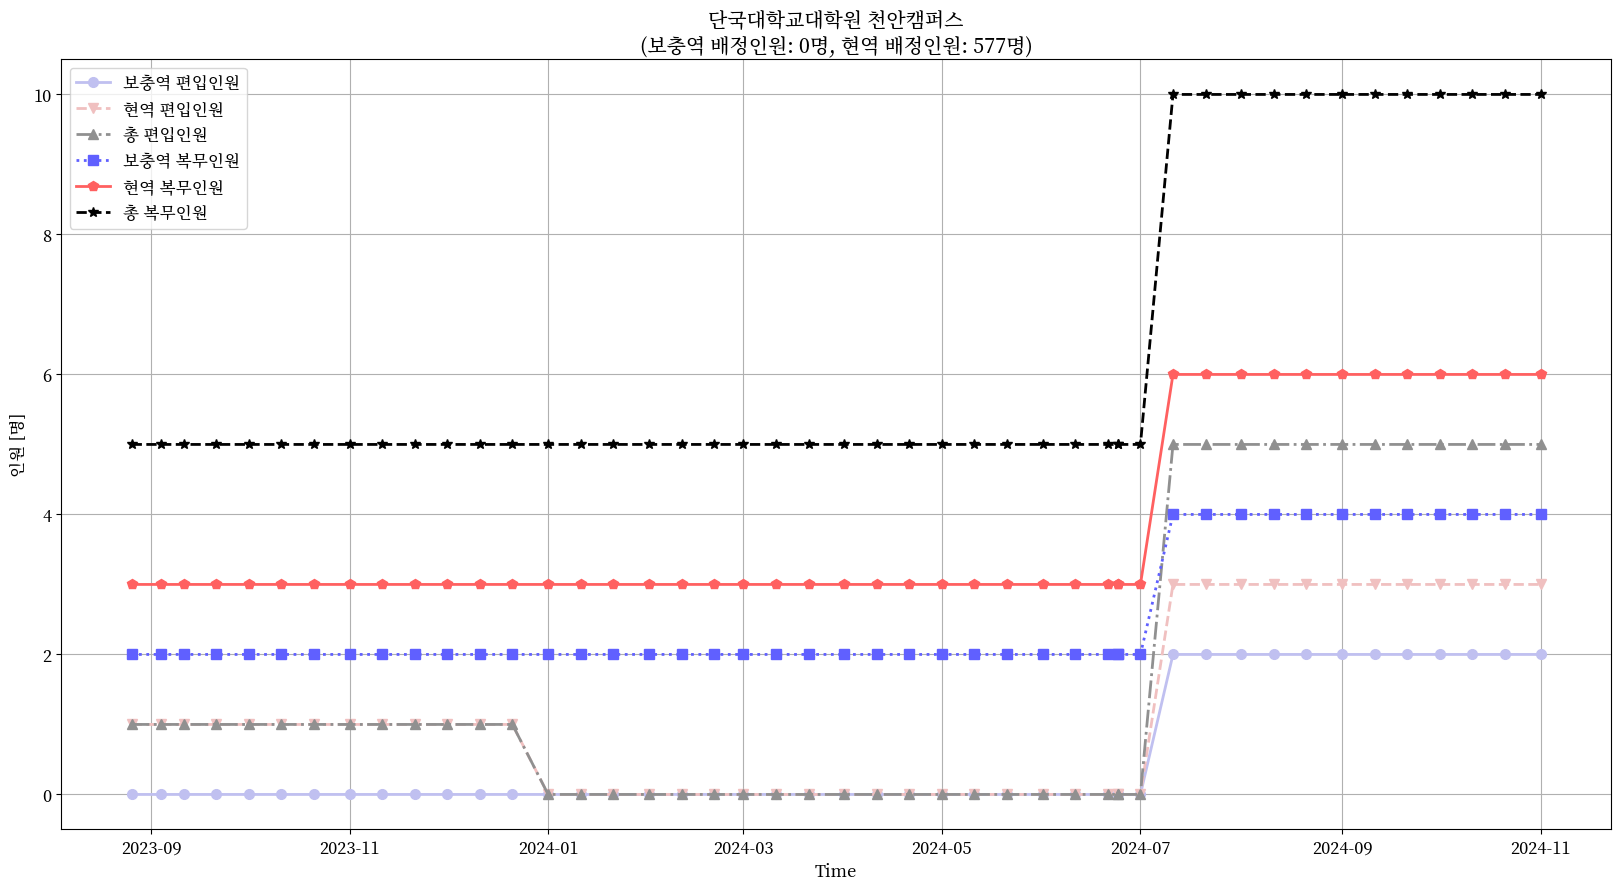 단국대학교대학원 천안캠퍼스
(보충역 배정인원: 0명, 현역 배정인원: 577명)
보충역 편입인원
현역 편입인원
총 편입인원
보충역 복무인원
현역 복무인원
총 복무인원
10
8
6
4
2
0
인원 [명]
2023-09
2023-11
2024-01
2024-03
2024-05
2024-07
2024-09
2024-11
Time